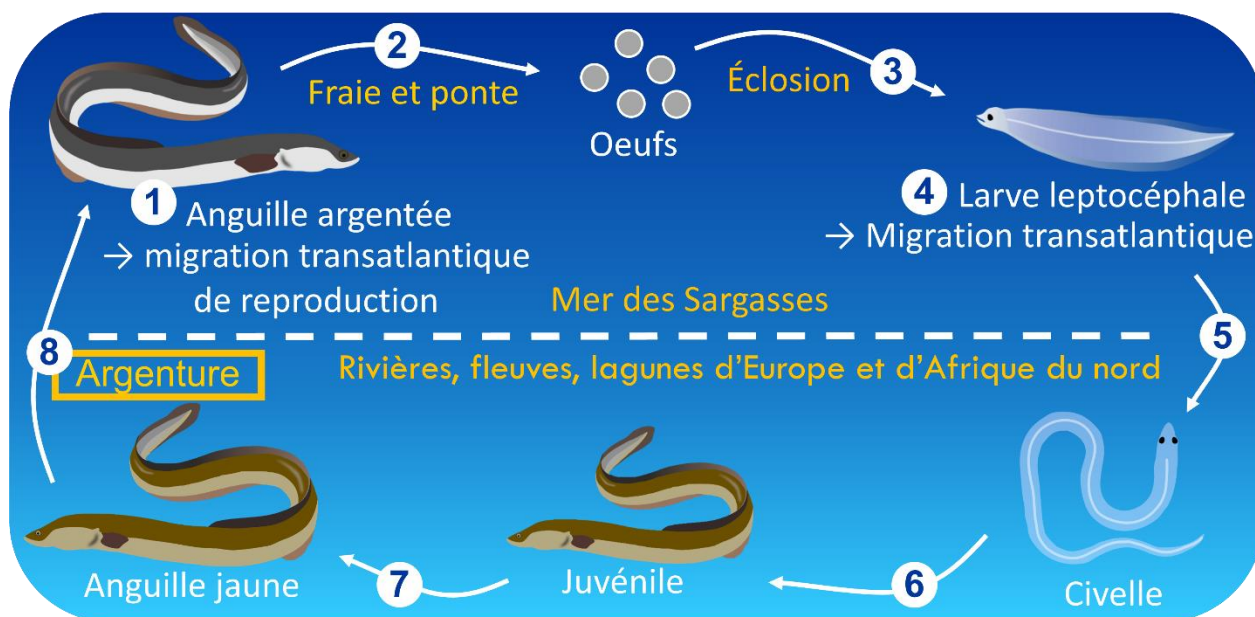 2
Fraie et ponte
Oeufs
Éclosion
3
1 Anguille argentée
→ migration transatlantique
de reproduction
4 Larve leptocéphale
→ Migration transatlantique
Mer des Sargasses
5
8
Argenture
Rivières, fleuves, lagunes d'Europe et d'Afrique du nord
Anguille jaune
7
Juvénile
6
Civelle